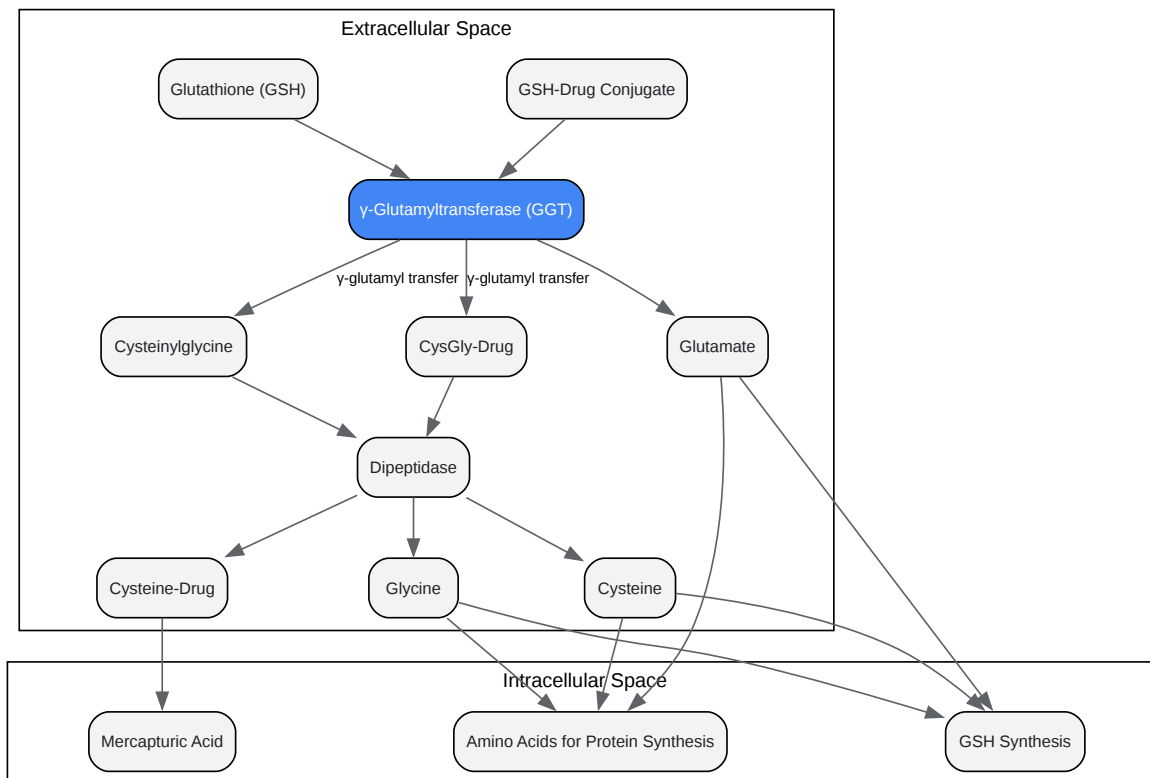 Extracellular Space
Glutathione (GSH)
GSH-Drug Conjugate
γ-Glutamyltransferase (GGT)
γ-glutamyl transfer
γ-glutamyl transfer
Cysteinylglycine
CysGly-Drug
Glutamate
Dipeptidase
Cysteine-Drug
Glycine
Cysteine
Intracellular Space
Mercapturic Acid
Amino Acids for Protein Synthesis
GSH Synthesis